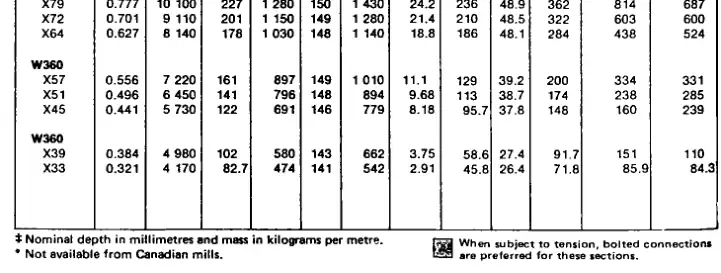 X79 0.777 10 100 227 1 280 150 1 430 24.2 236 48.9 362 814 687
X72 0.701 9 110 201 1 150 149 1 280 21.4 210 48.5 322 603 600
X64 0.627 8 140 178 1 030 148 1 140 18.8 186 48.1 284 438 524
W360
X57 0.556 7 220 161 897 149 1 010 11.1 129 39.2 200 334 331
X51 0.496 6 450 141 796 148 894 9.68 113 38.7 174 238 285
X45 0.441 5 730 122 691 146 779 8.18 95.7 37.8 148 160 239
W360
X39 0.384 4 980 102 580 143 662 3.75 58.6 27.4 91.7 151 110
X33 0.321 4 170 82.7 474 141 542 2.91 45.8 26.4 71.8 85.9 84.3
‡ Nominal depth in millimetres and mass in kilograms per metre.
* Not available from Canadian mills.
When subject to tension, bolted connections
are preferred for these sections.